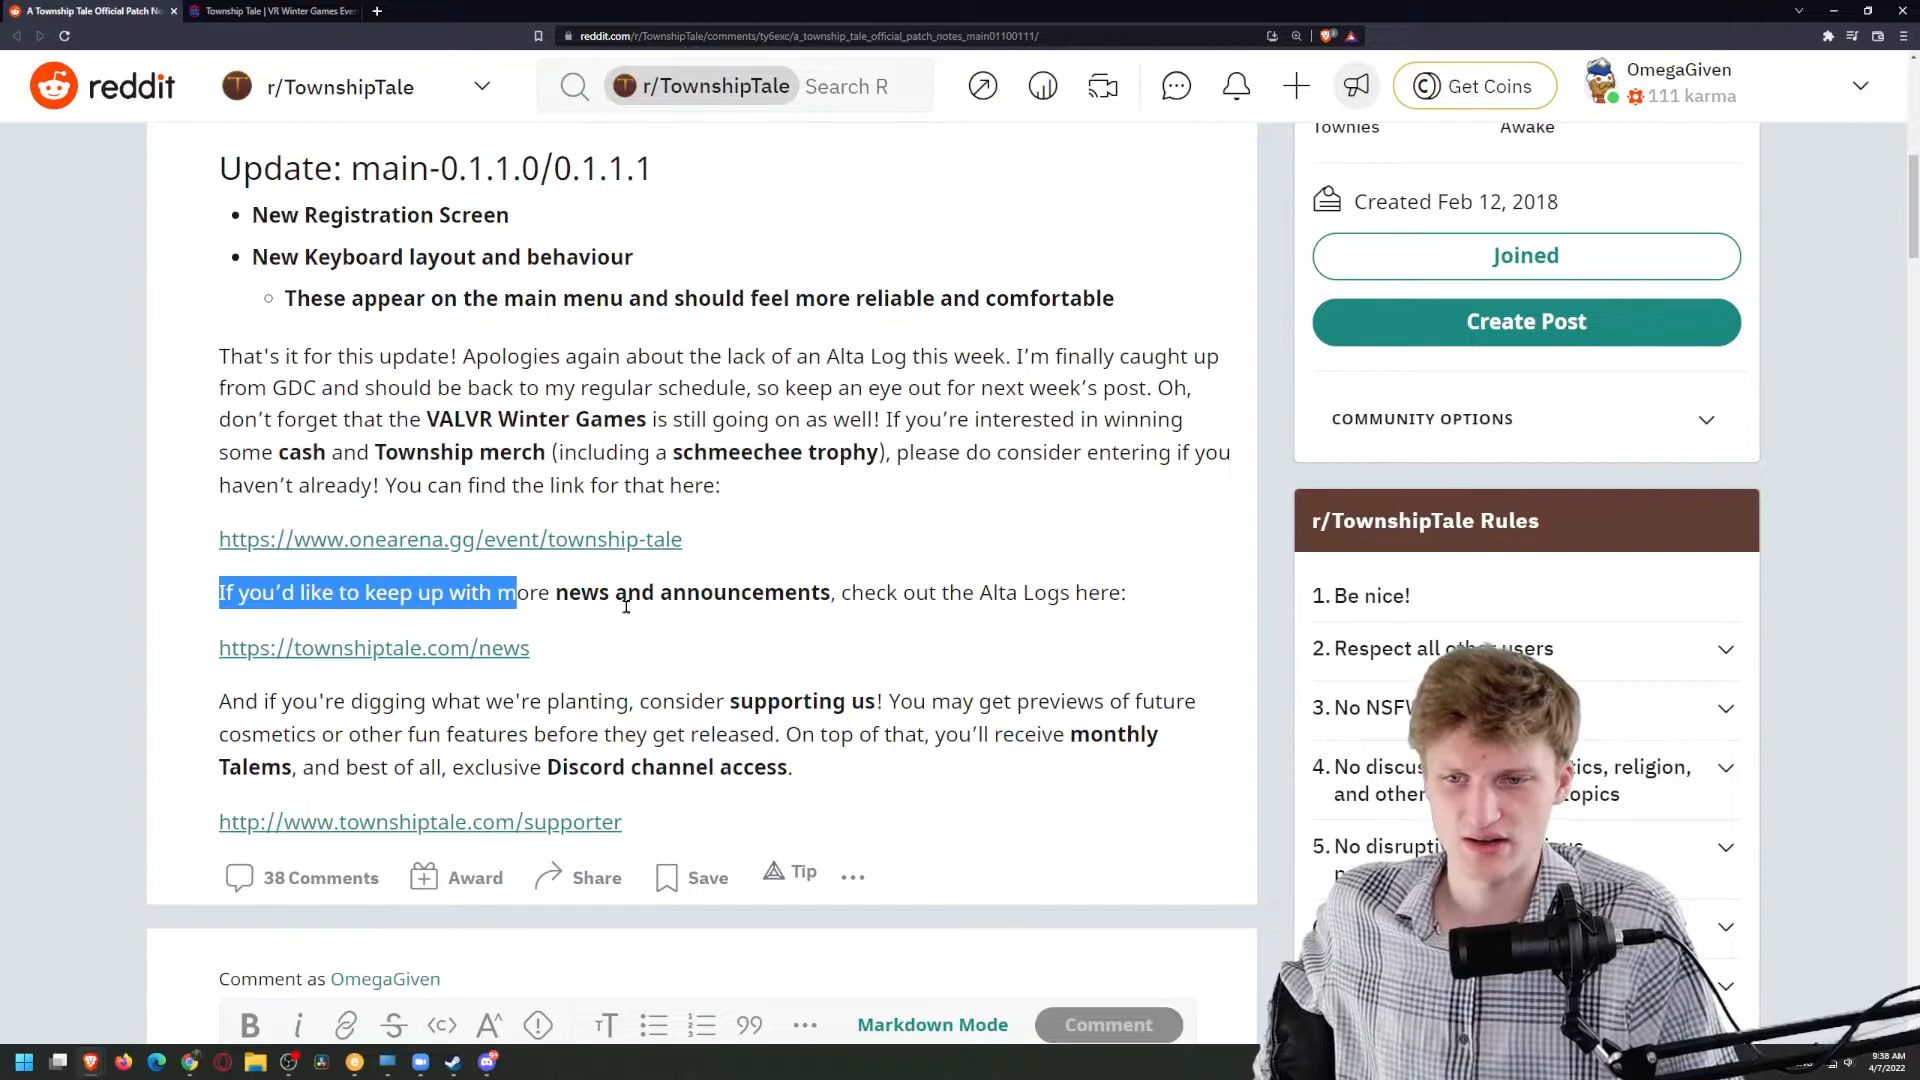 A Township Tale Official Patch No
Township Tale | VR Winter Games Eve
reddit.com/r/TownshipTale/comments/ty6exc/a_township_tale_official_patch_notes_main01100111/
reddit
r/TownshipTale
r/TownshipTale Search R
Get Coins
OmegaGiven
111 karma
Townies Awake
Update: main-0.1.1.0/0.1.1.1
• New Registration Screen
• New Keyboard layout and behaviour
○ These appear on the main menu and should feel more reliable and comfortable
That's it for this update! Apologies again about the lack of an Alta Log this week. I’m finally caught up
from GDC and should be back to my regular schedule, so keep an eye out for next week’s post. Oh,
don’t forget that the VALVR Winter Games is still going on as well! If you’re interested in winning
some cash and Township merch (including a schmeechee trophy), please do consider entering if you
haven’t already! You can find the link for that here:
https://www.onearena.gg/event/township-tale
If you’d like to keep up with more news and announcements, check out the Alta Logs here:
https://townshiptale.com/news
And if you're digging what we're planting, consider supporting us! You may get previews of future
cosmetics or other fun features before they get released. On top of that, you’ll receive monthly
Talems, and best of all, exclusive Discord channel access.
http://www.townshiptale.com/supporter
38 Comments Award Share Save Tip
Comment as OmegaGiven
Markdown Mode Comment
Created Feb 12, 2018
Joined
Create Post
COMMUNITY OPTIONS
r/TownshipTale Rules
1. Be nice!
2. Respect all users
3. No NSFW
4. No tics, religion,
and other topics
5. No
9:38 AM
4/7/2022